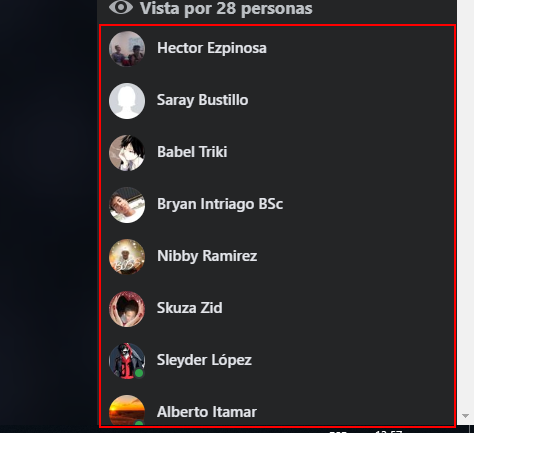 Vista por 28 personas
Hector Ezpinosa
Saray Bustillo
Babel Triki
Bryan Intriago BSc
Nibby Ramirez
Skuza Zid
Sleyder López
Alberto Itamar